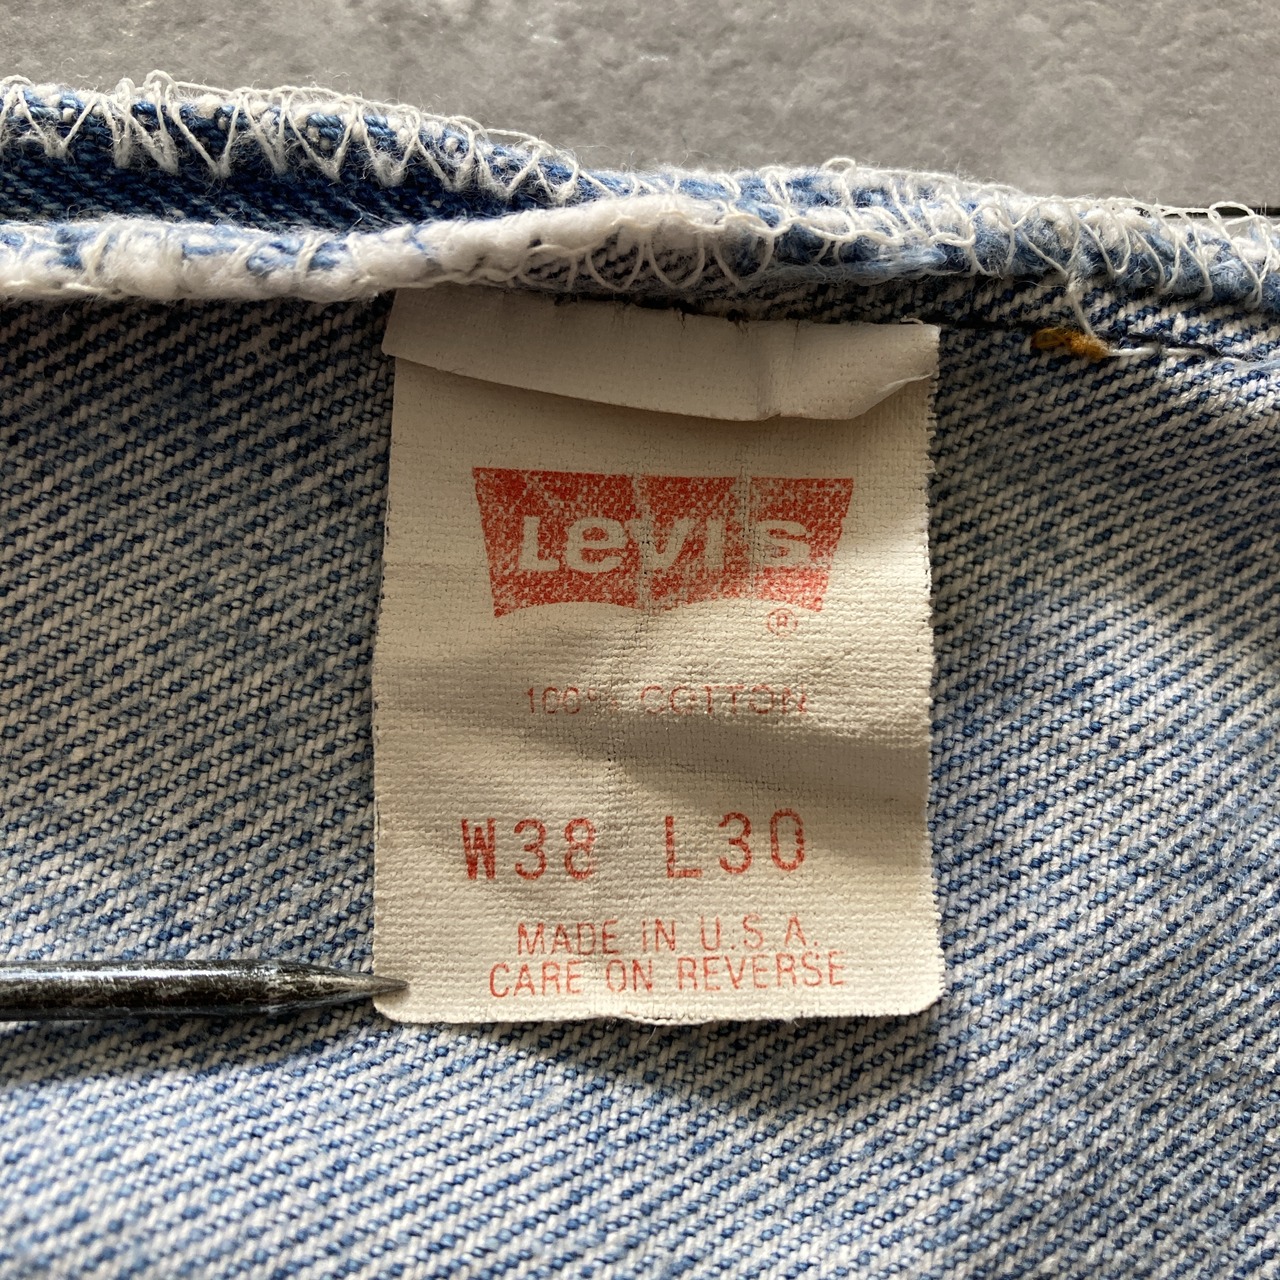 Levi's
®
100% COTTON
W38 L30
MADE IN U.S.A.
CARE ON REVERSE